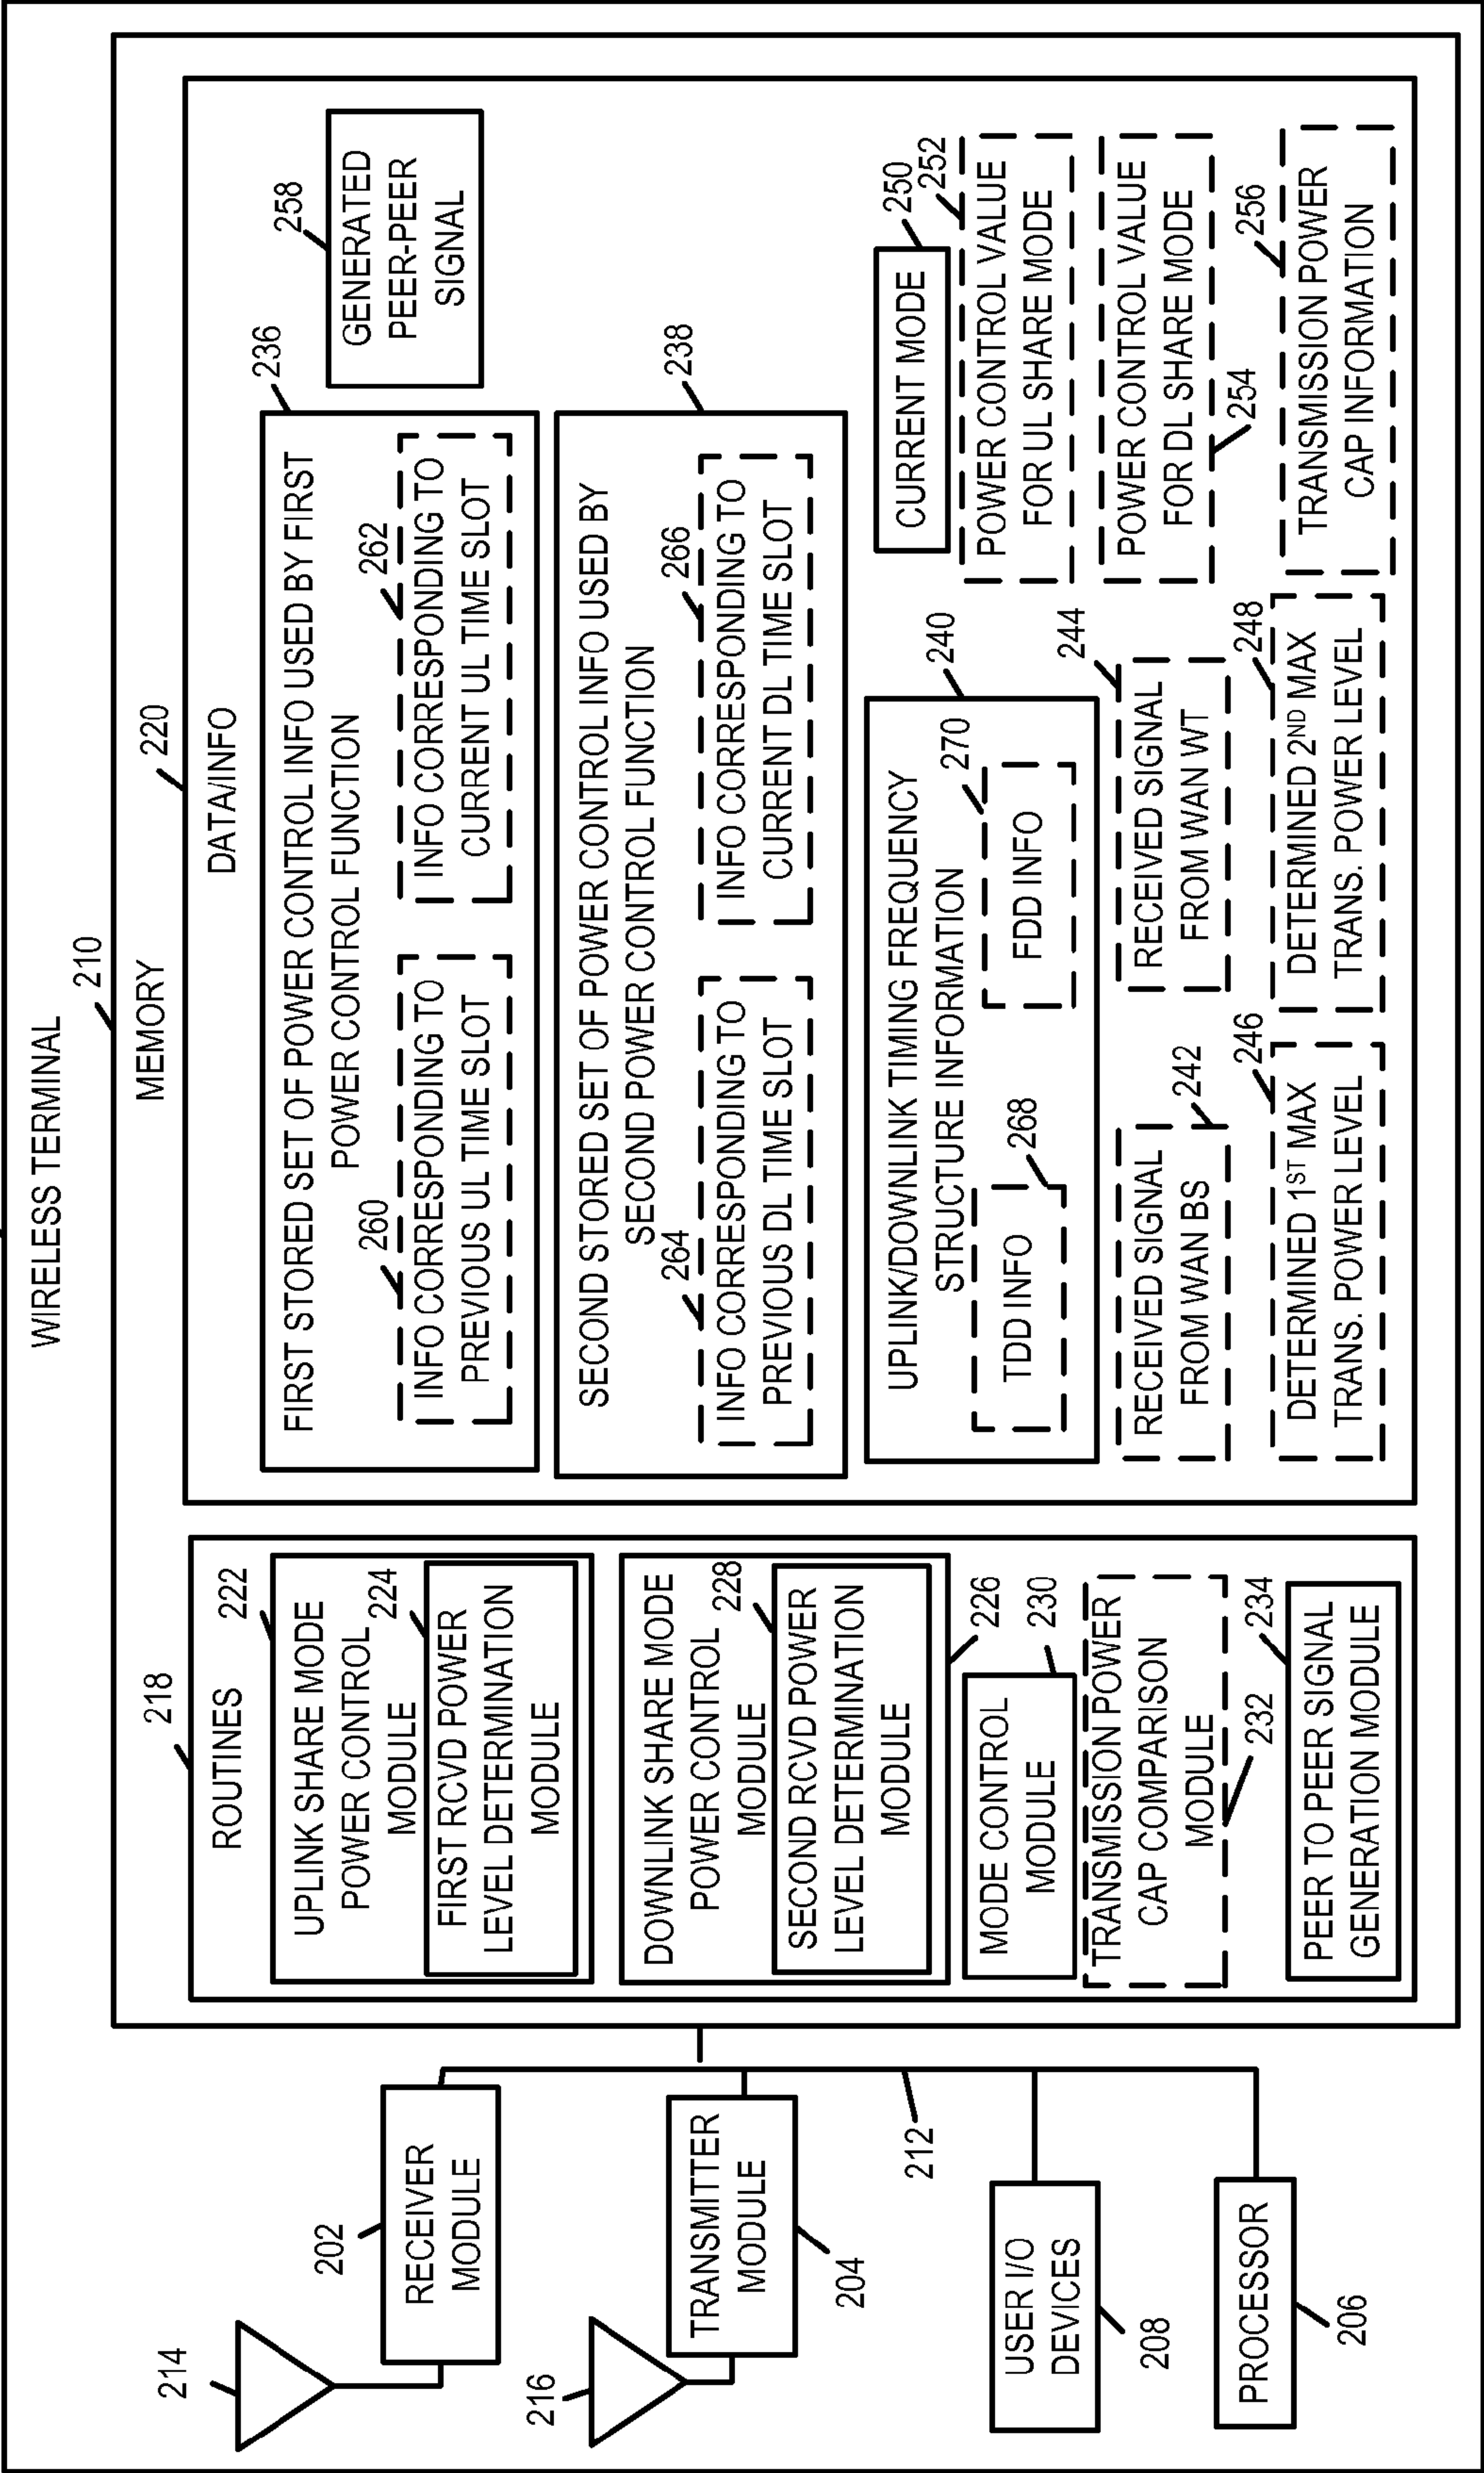 WIRELESS TERMINAL
210
MEMORY
214
202
RECEIVER
MODULE
216
TRANSMITTER
MODULE
204
212
USER I/O
DEVICES
208
PROCESSOR
206
218
ROUTINES
222
UPLINK SHARE MODE
POWER CONTROL
MODULE
224
FIRST RCVD POWER
LEVEL DETERMINATION
MODULE
DOWNLINK SHARE MODE
POWER CONTROL
MODULE
228
SECOND RCVD POWER
LEVEL DETERMINATION
MODULE
226
MODE CONTROL
MODULE
230
TRANSMISSION POWER
CAP COMPARISON
MODULE
232
234
PEER TO PEER SIGNAL
GENERATION MODULE
220
DATA/INFO
236
FIRST STORED SET OF POWER CONTROL INFO USED BY FIRST
POWER CONTROL FUNCTION
260
INFO CORRESPONDING TO
PREVIOUS UL TIME SLOT
262
INFO CORRESPONDING TO
CURRENT UL TIME SLOT
258
GENERATED
PEER-PEER
SIGNAL
238
SECOND STORED SET OF POWER CONTROL INFO USED BY
SECOND POWER CONTROL FUNCTION
264
INFO CORRESPONDING TO
PREVIOUS DL TIME SLOT
266
INFO CORRESPONDING TO
CURRENT DL TIME SLOT
240
UPLINK/DOWNLINK TIMING FREQUENCY
STRUCTURE INFORMATION
268
TDD INFO
270
FDD INFO
250
CURRENT MODE
252
POWER CONTROL VALUE
FOR UL SHARE MODE
POWER CONTROL VALUE
FOR DL SHARE MODE
254
RECEIVED SIGNAL
FROM WAN BS
242
244
RECEIVED SIGNAL
FROM WAN WT
246
DETERMINED 1ST MAX
TRANS. POWER LEVEL
248
DETERMINED 2ND MAX
TRANS. POWER LEVEL
256
TRANSMISSION POWER
CAP INFORMATION